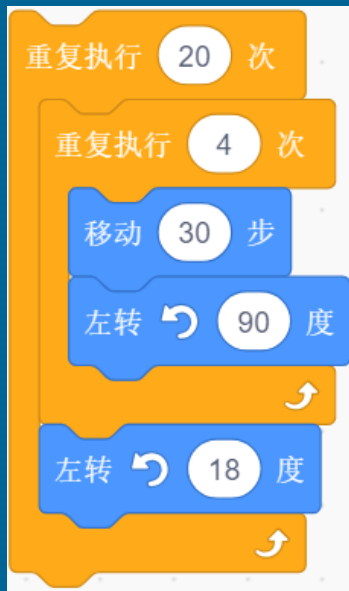 重复执行 20 次
重复执行 4 次
移动 30 步
左转 90 度
左转 18 度